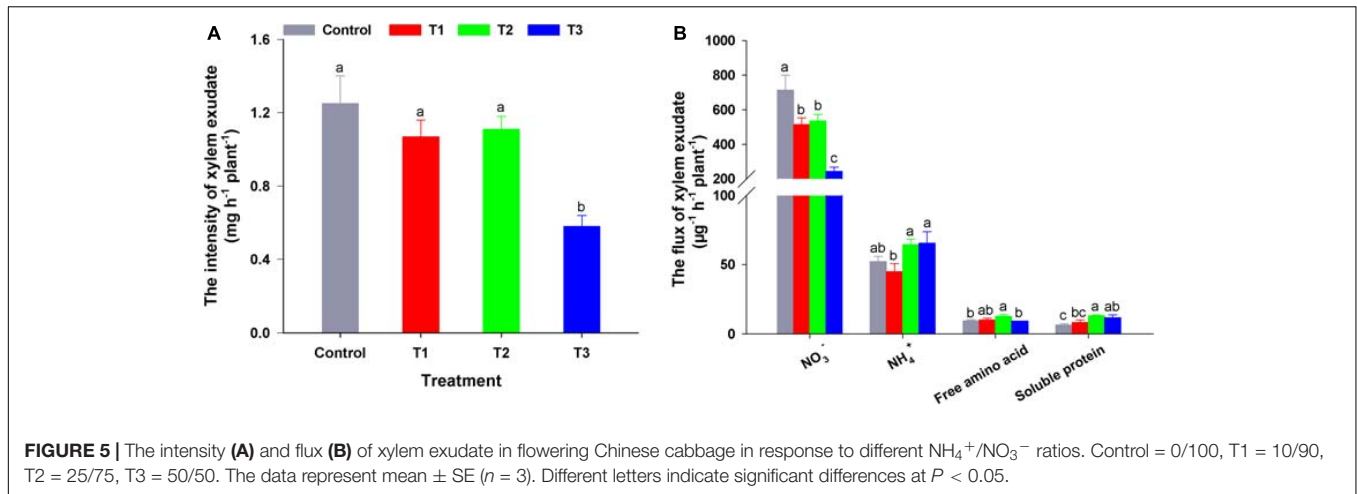 A
Control T1 T2 T3
The intensity of xylem exudate
(mg h⁻¹ plant⁻¹)
1.6
1.2
0.8
0.4
0.0
a
a
a
b
Control T1 T2 T3
Treatment
B
The flux of xylem exudate
(µg⁻¹ h⁻¹ plant⁻¹)
1000
800
600
400
200
100
50
0
a b b c
ab b a a
b ab a b
c bc a ab
NO₃⁻
NH₄⁺
Free amino acid
Soluble protein
FIGURE 5 | The intensity (A) and flux (B) of xylem exudate in flowering Chinese cabbage in response to different NH₄⁺/NO₃⁻ ratios. Control = 0/100, T1 = 10/90,
T2 = 25/75, T3 = 50/50. The data represent mean ± SE (n = 3). Different letters indicate significant differences at P < 0.05.